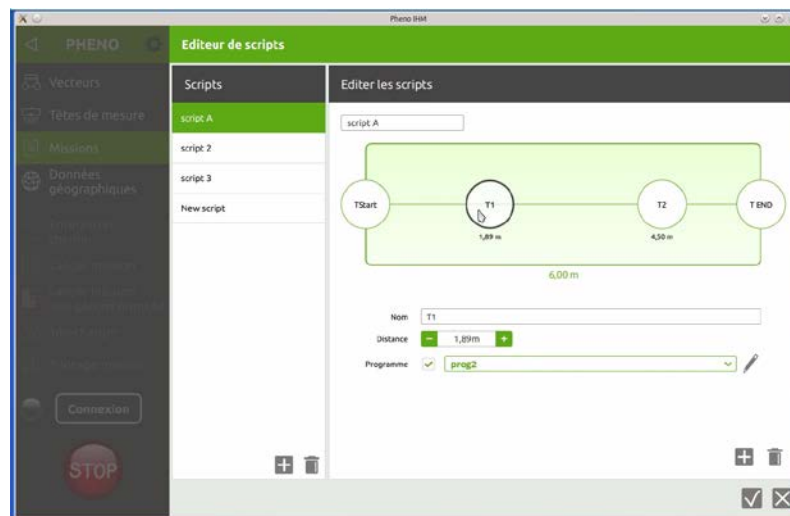 Pheno IHM
PHENO
Editeur de scripts
Vecteurs
Têtes de mesure
Missions
Données
géographiques
Connexion
STOP
Scripts
script A
script 2
script 3
New script
Editer les scripts
script A
TStart
T1
T2
T END
1,89 m
4,50 m
6,00 m
Nom
T1
Distance
1,89m
Programme
prog2